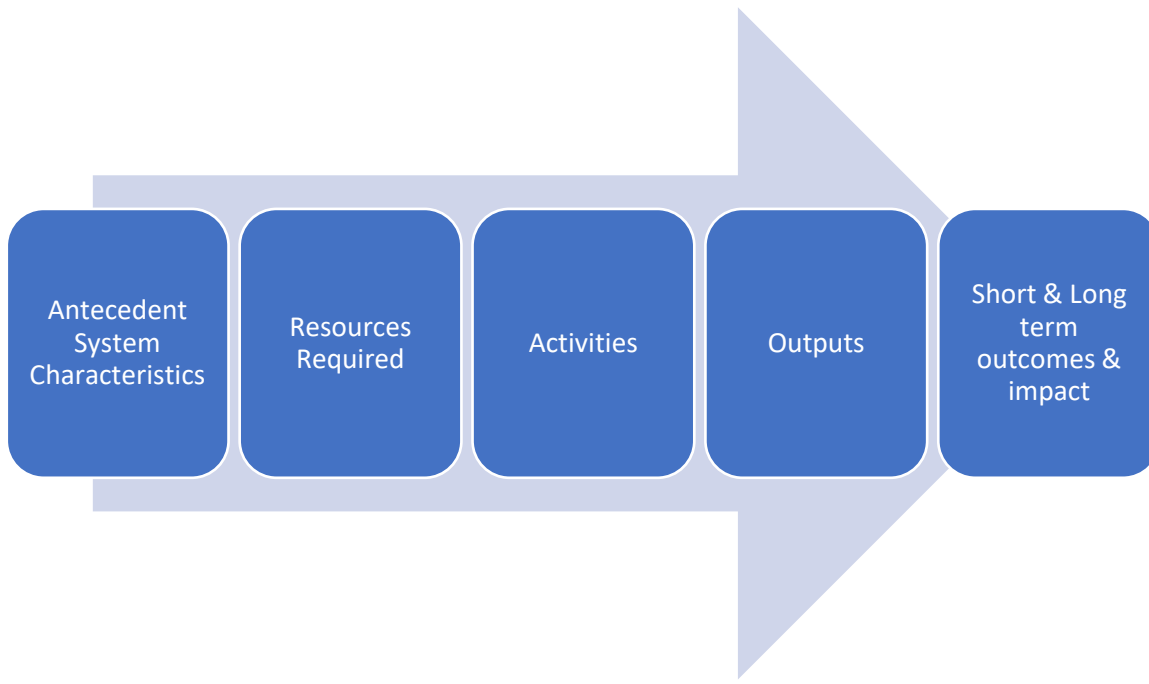 Antecedent
System
Characteristics
Resources
Required
Activities
Outputs
Short & Long
term
outcomes &
impact